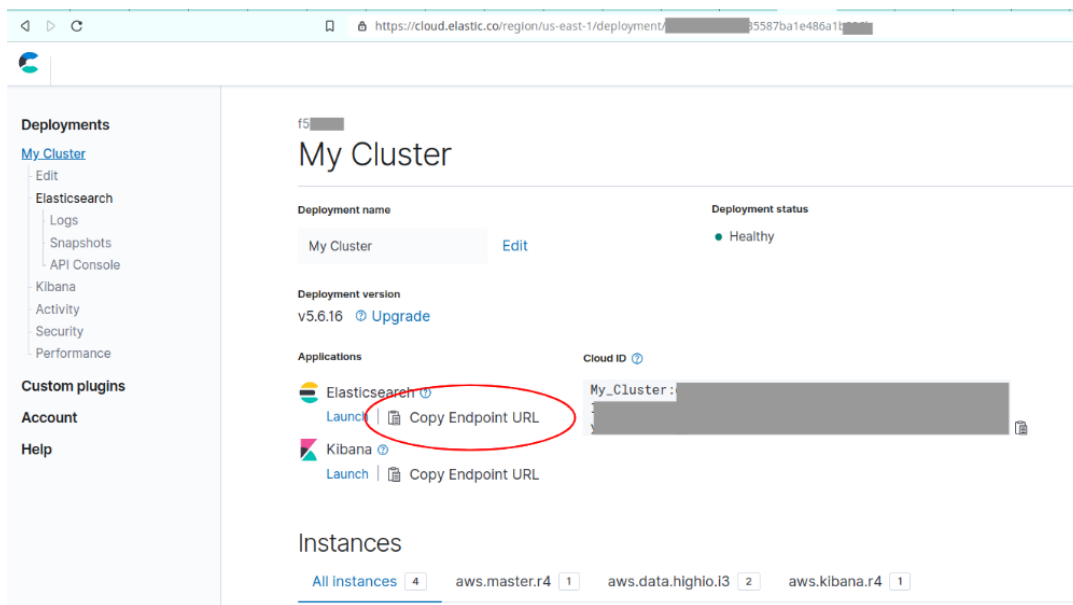 https://cloud.elastic.co/region/us-east-1/deployment/ 35587ba1e486a1b
Deployments
My Cluster
Edit
Elasticsearch
Logs
Snapshots
API Console
Kibana
Activity
Security
Performance
Custom plugins
Account
Help
f5
My Cluster
Deployment name
My Cluster
Edit
Deployment status
Healthy
Deployment version
v5.6.16 Upgrade
Applications
Elasticsearch
Launch Copy Endpoint URL
Kibana
Launch Copy Endpoint URL
Cloud ID
My_Cluster:
Instances
All instances 4 aws.master.r4 1 aws.data.highio.i3 2 aws.kibana.r4 1